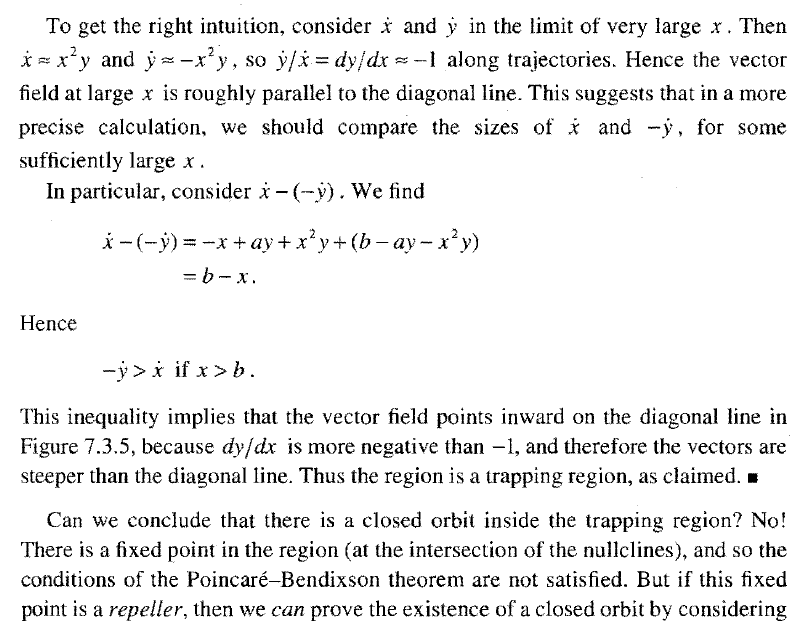 To get the right intuition, consider ẋ and ẏ in the limit of very large x. Then
ẋ ≈ x²y and ẏ ≈ −x²y, so ẏ/ẋ = dy/dx ≈ −1 along trajectories. Hence the vector
field at large x is roughly parallel to the diagonal line. This suggests that in a more
precise calculation, we should compare the sizes of ẋ and −ẏ, for some
sufficiently large x.
In particular, consider ẋ − (−ẏ). We find
ẋ − (−ẏ) = −x + ay + x²y + (b − ay − x²y)
= b − x.
Hence
−ẏ > ẋ if x > b.
This inequality implies that the vector field points inward on the diagonal line in
Figure 7.3.5, because dy/dx is more negative than −1, and therefore the vectors are
steeper than the diagonal line. Thus the region is a trapping region, as claimed. ■
Can we conclude that there is a closed orbit inside the trapping region? No!
There is a fixed point in the region (at the intersection of the nullclines), and so the
conditions of the Poincaré–Bendixson theorem are not satisfied. But if this fixed
point is a repeller, then we can prove the existence of a closed orbit by considering